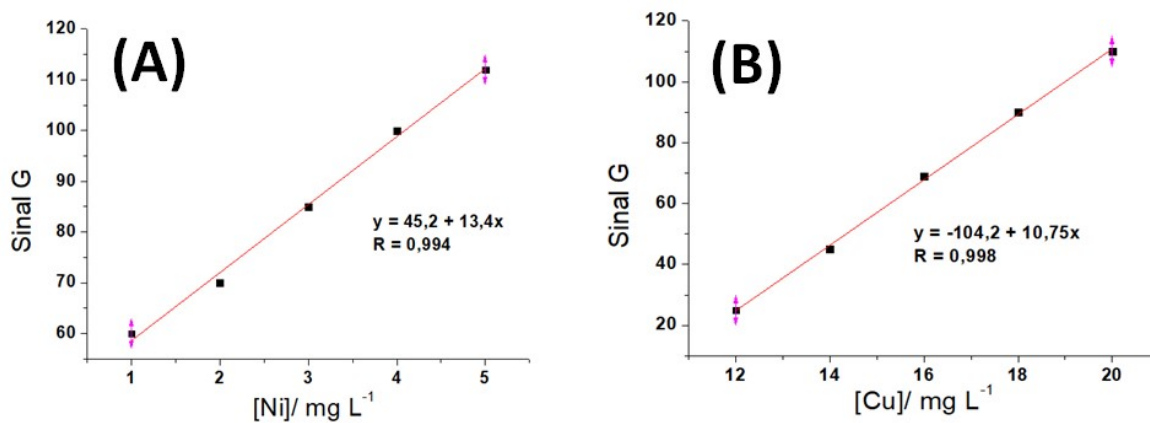 (A)
Sinal G
120
110
100
90
80
70
60
y = 45,2 + 13,4x
R = 0,994
1 2 3 4 5
[Ni]/ mg L⁻¹
(B)
Sinal G
120
100
80
60
40
20
y = -104,2 + 10,75x
R = 0,998
12 14 16 18 20
[Cu]/ mg L⁻¹